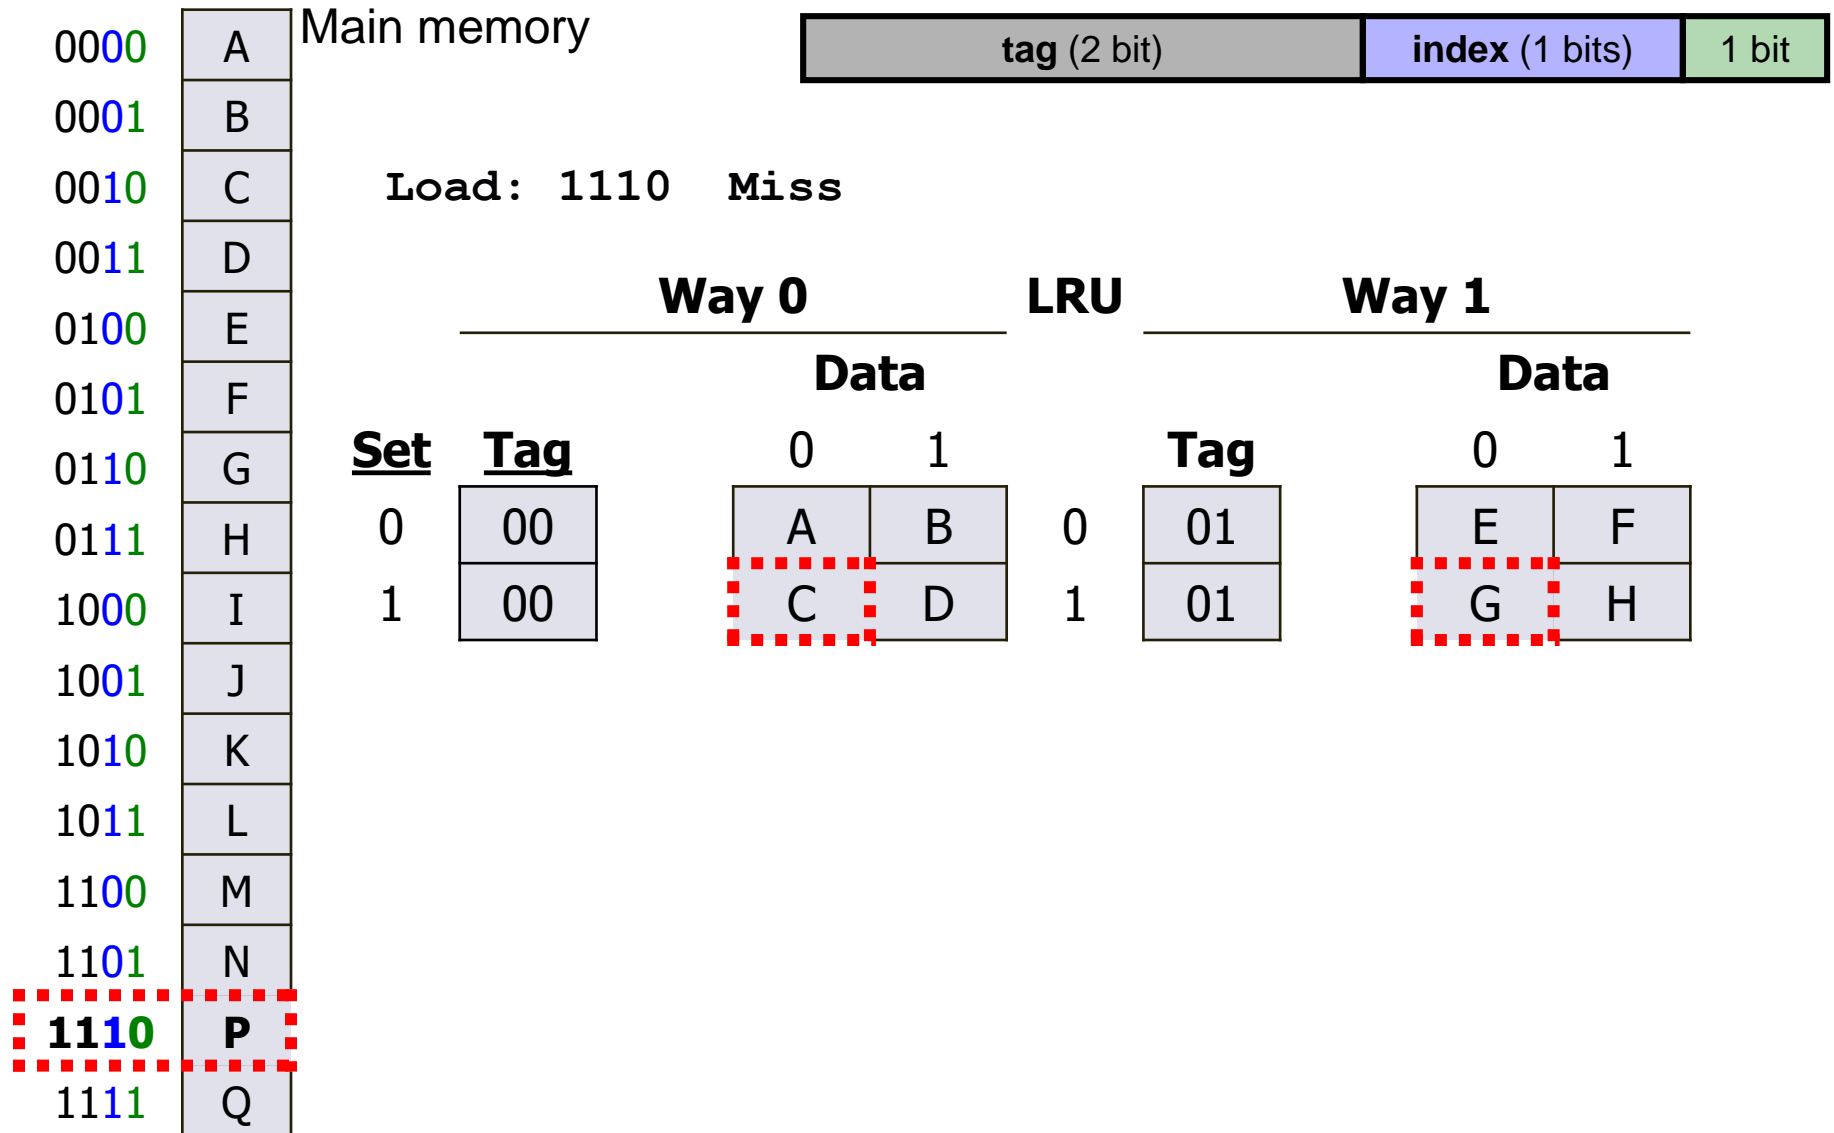 Main memory
tag (2 bit) index (1 bits) 1 bit
0000 A
0001 B
0010 C
0011 D
0100 E
0101 F
0110 G
0111 H
1000 I
1001 J
1010 K
1011 L
1100 M
1101 N
1110 P
1111 Q
Load: 1110 Miss
Way 0 LRU Way 1
Data Data
Set Tag 0 1 Tag 0 1
0 00 A B 0 01 E F
1 00 C D 1 01 G H